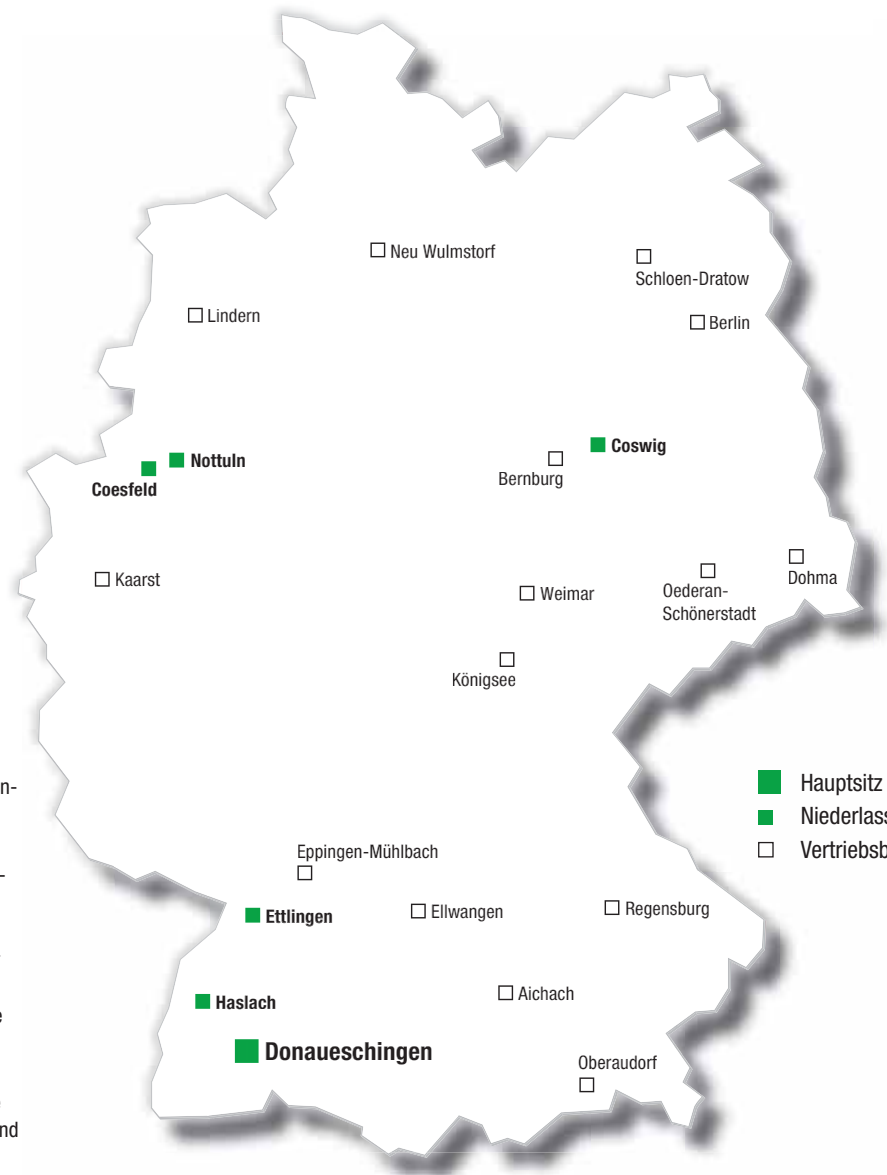 Neu Wulmstorf
Schloen-Dratow
Lindern
Berlin
Coswig
Nottuln
Bernburg
Coesfeld
Kaarst
Weimar
Oederan-
Schönerstadt
Dohma
Königsee
Hauptsitz
Niederlass
Vertriebsb
Eppingen-Mühlbach
Ettlingen
Ellwangen
Regensburg
Haslach
Aichach
Donaueschingen
Oberaudorf